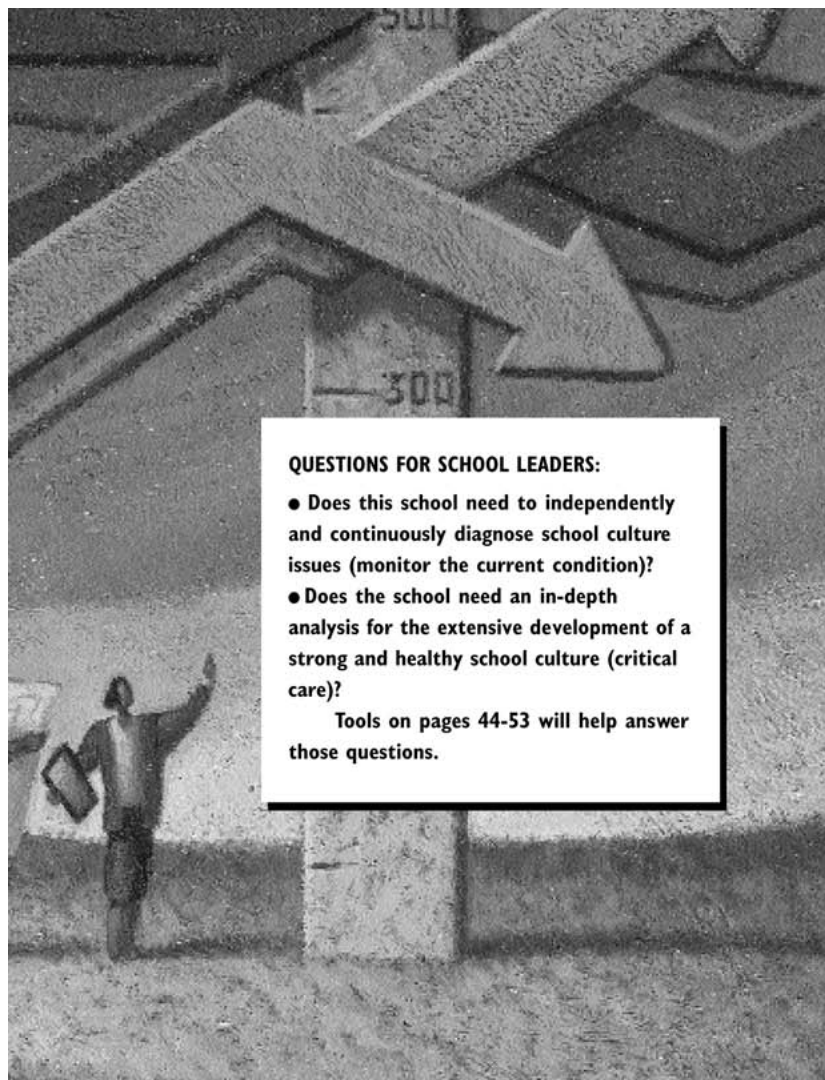 500
300
QUESTIONS FOR SCHOOL LEADERS:
● Does this school need to independently
and continuously diagnose school culture
issues (monitor the current condition)?
● Does the school need an in-depth
analysis for the extensive development of a
strong and healthy school culture (critical
care)?
Tools on pages 44-53 will help answer
those questions.